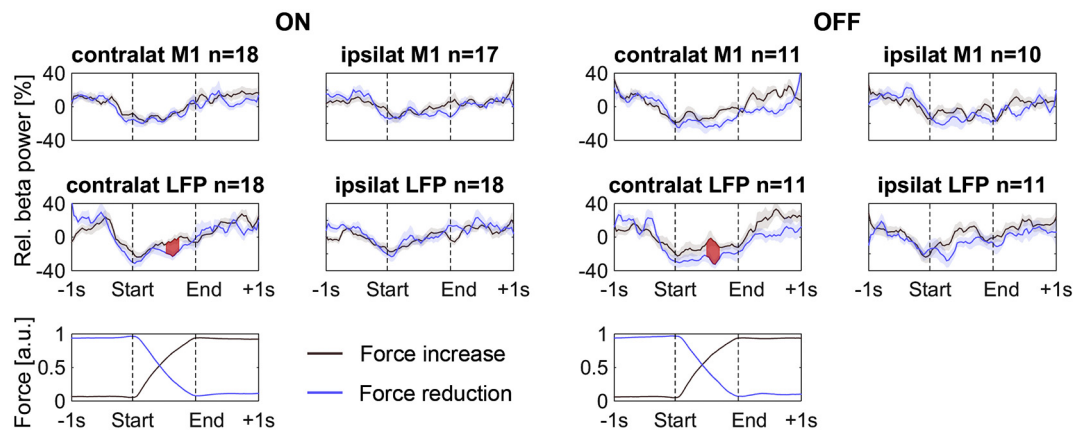 ON OFF
contralat M1 n=18 ipsilat M1 n=17 contralat M1 n=11 ipsilat M1 n=10
40 40
0 0
-40 -40
Rel. beta power [%]
contralat LFP n=18 ipsilat LFP n=18 contralat LFP n=11 ipsilat LFP n=11
40 40
0 0
-40 -40
-1s Start End +1s -1s Start End +1s -1s Start End +1s -1s Start End +1s
Force [a.u.]
1 1
0.5 0.5
0 0
-1s Start End +1s -1s Start End +1s
Force increase
Force reduction